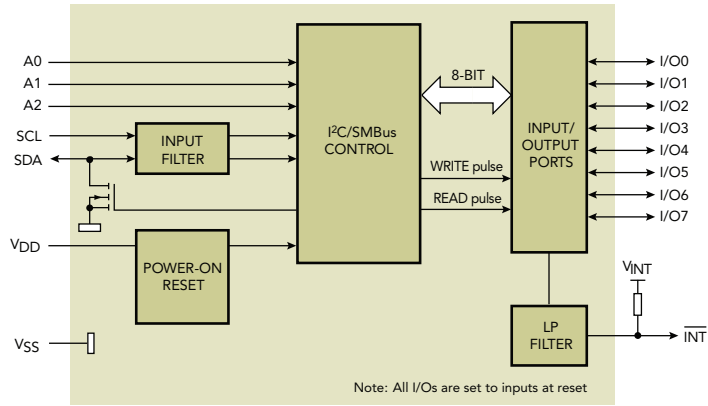 A0
A1
A2
SCL
SDA
VDD
VSS
INPUT
FILTER
POWER-ON
RESET
I²C/SMBus
CONTROL
8-BIT
WRITE pulse
READ pulse
INPUT/
OUTPUT
PORTS
I/O0
I/O1
I/O2
I/O3
I/O4
I/O5
I/O6
I/O7
VINT
LP
FILTER
I̅N̅T̅
Note: All I/Os are set to inputs at reset